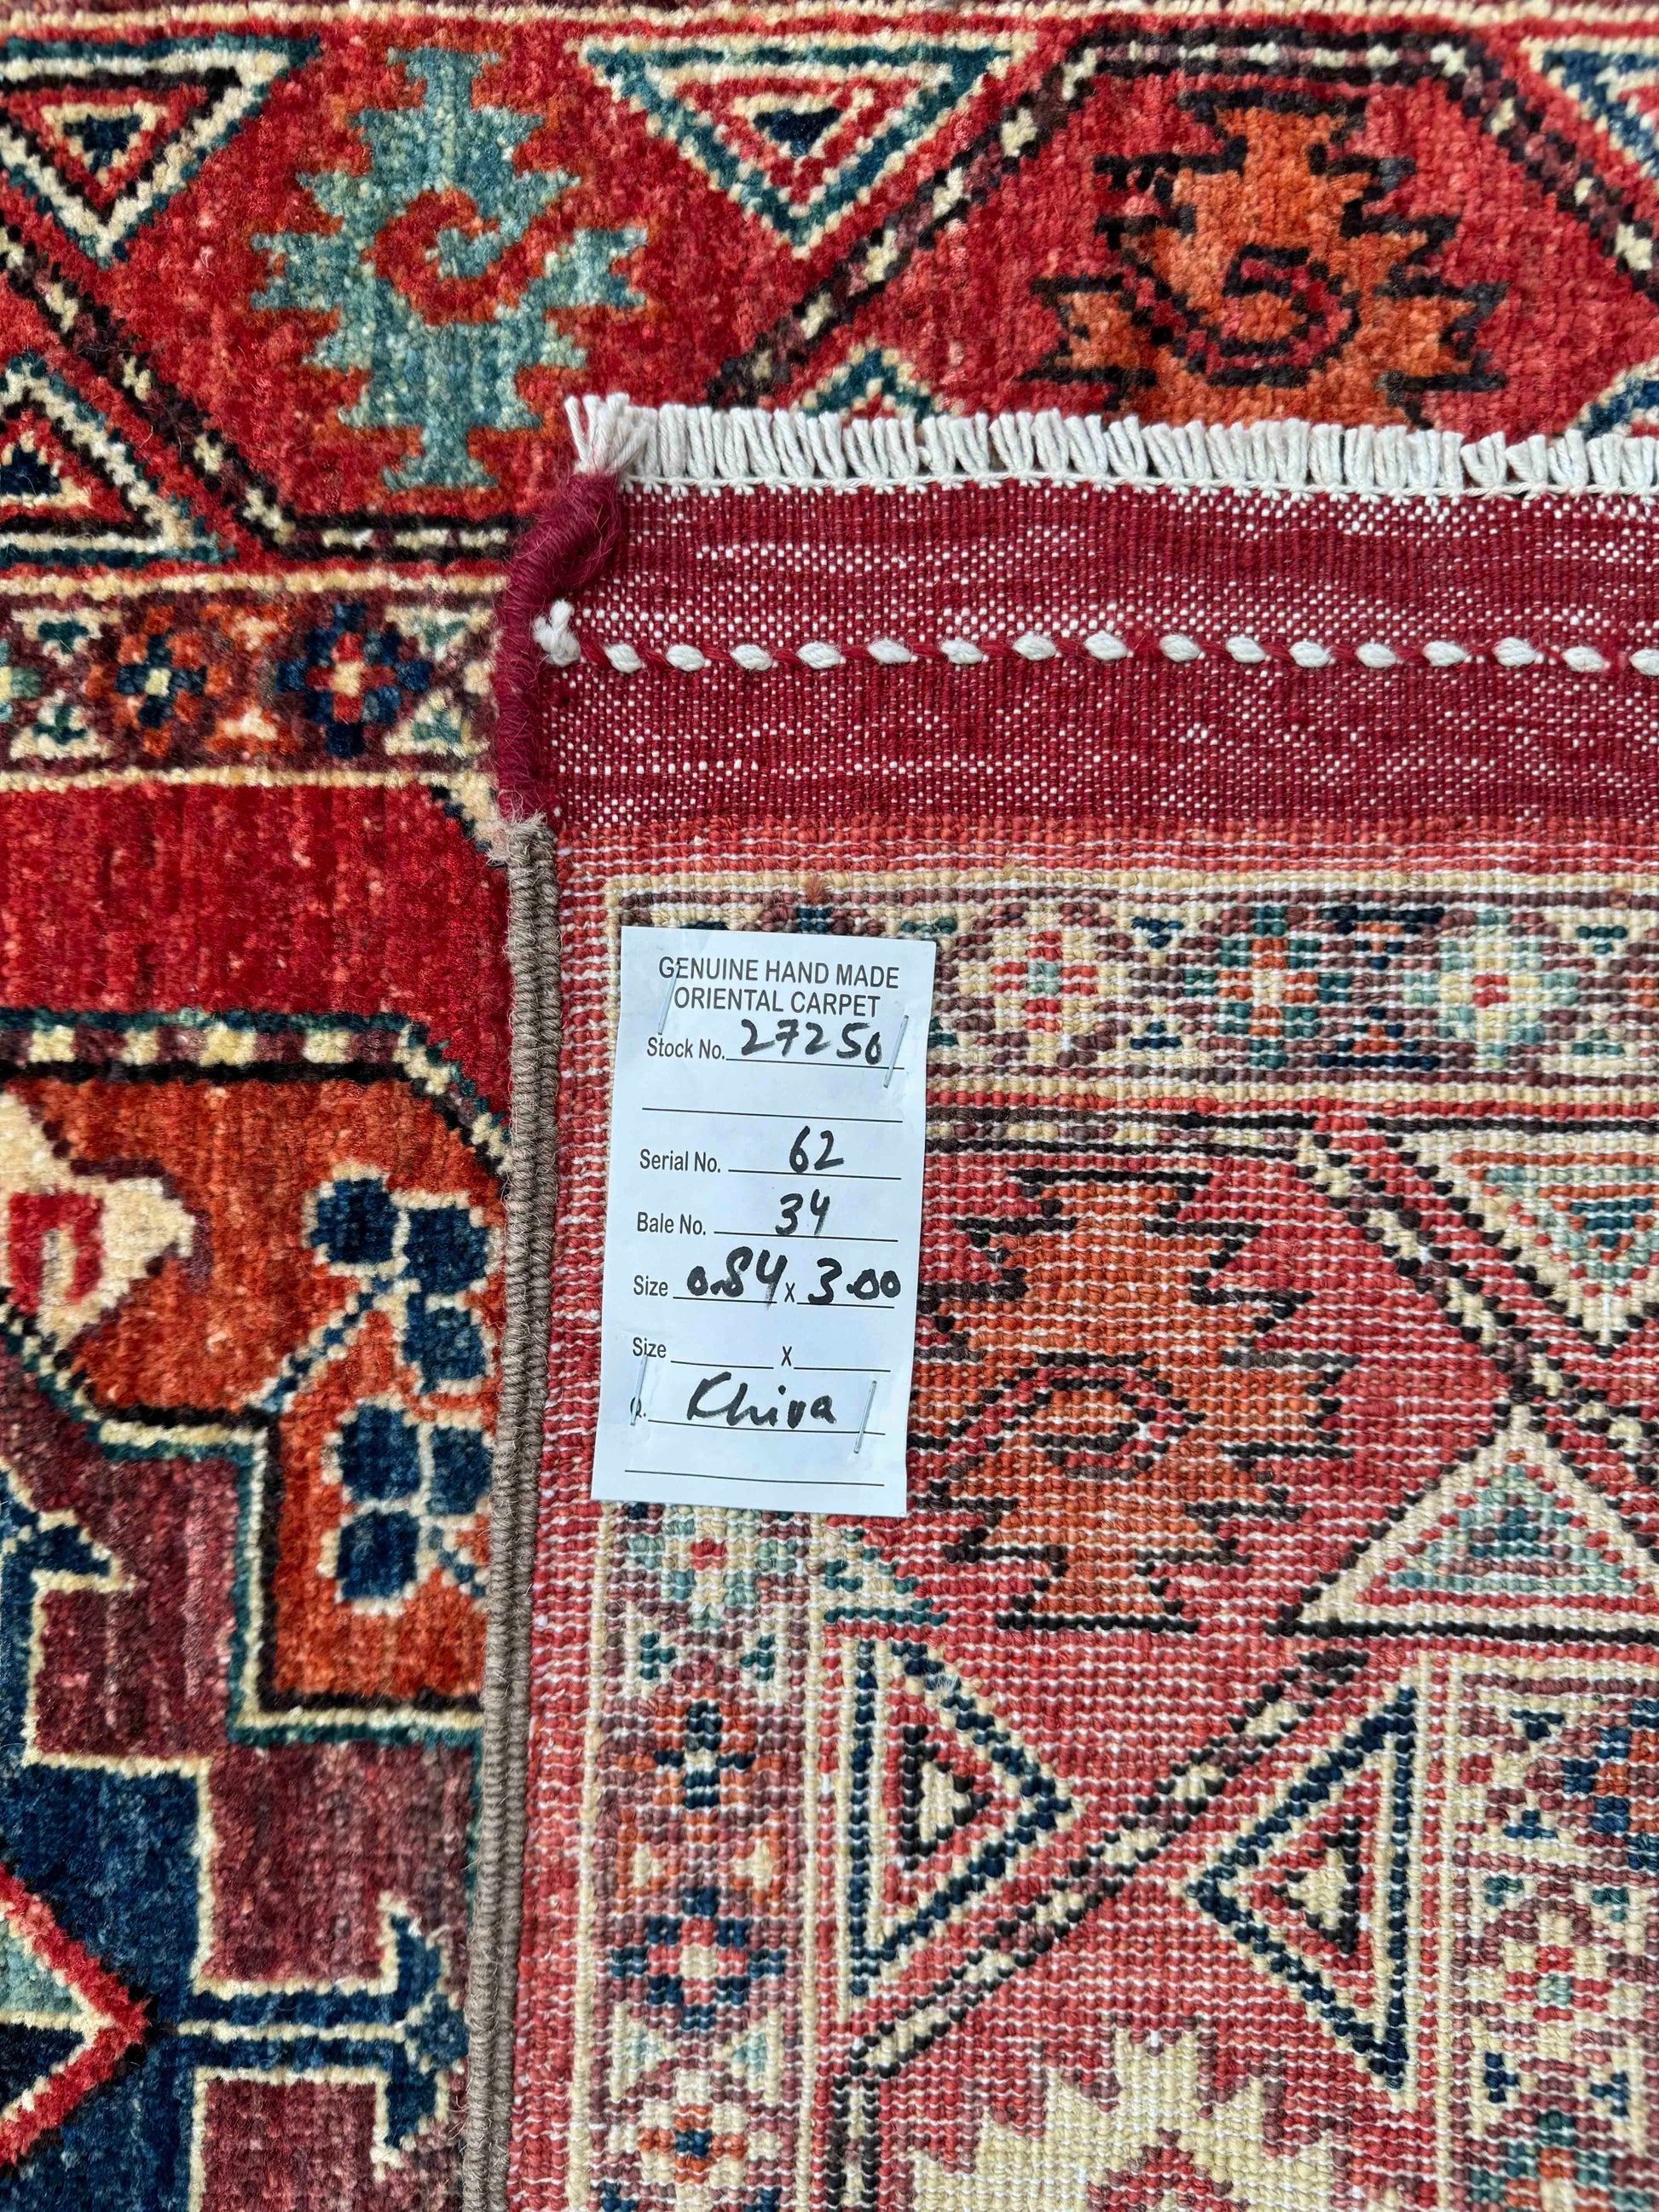 GENUINE HAND MADE
ORIENTAL CARPET
Stock No. 27250
Serial No. 62
Bale No. 34
Size 0.84 x 3.00
Size x
Q. Chiva